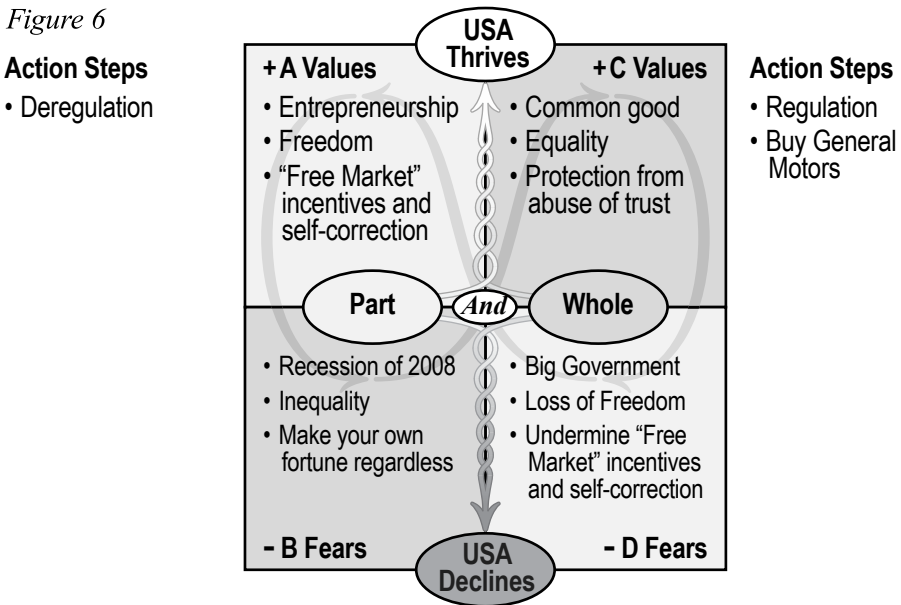 Figure 6
USA
Thrives
Action Steps
• Deregulation
+ A Values
• Entrepreneurship
• Freedom
• “Free Market”
incentives and
self-correction
+ C Values
• Common good
• Equality
• Protection from
abuse of trust
Action Steps
• Regulation
• Buy General
Motors
Part
And
Whole
• Recession of 2008
• Inequality
• Make your own
fortune regardless
- B Fears
• Big Government
• Loss of Freedom
• Undermine “Free
Market” incentives
and self-correction
- D Fears
USA
Declines